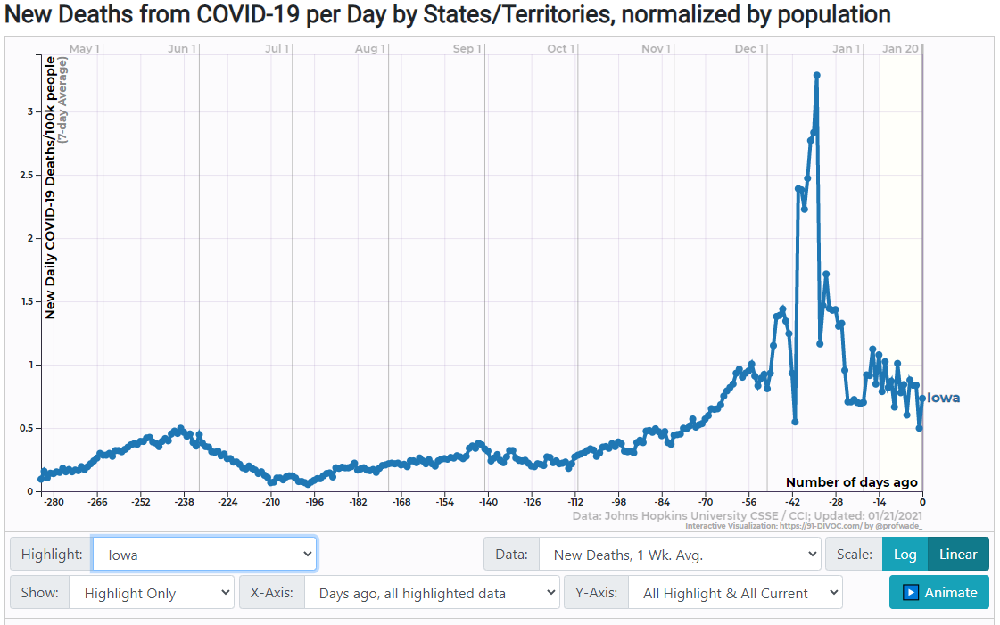 New Deaths from COVID-19 per Day by States/Territories, normalized by population
May 1 Jun 1 Jul 1 Aug 1 Sep 1 Oct 1 Nov 1 Dec 1 Jan 1 Jan 20
New Daily COVID-19 Deaths/100k people
(7-day Average)
3
2.5
2
1.5
1
0.5
0
Iowa
Number of days ago
-280 -266 -252 -238 -224 -210 -196 -182 -168 -154 -140 -126 -112 -98 -84 -70 -56 -42 -28 -14 0
Data: Johns Hopkins University CSSE / CCI; Updated: 01/21/2021
Interactive Visualization: https://91-DIVOC.com/ by @profwade_
Highlight: Iowa Data: New Deaths, 1 Wk. Avg. Scale: Log Linear
Show: Highlight Only X-Axis: Days ago, all highlighted data Y-Axis: All Highlight & All Current Animate